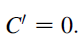 C′ = 0.